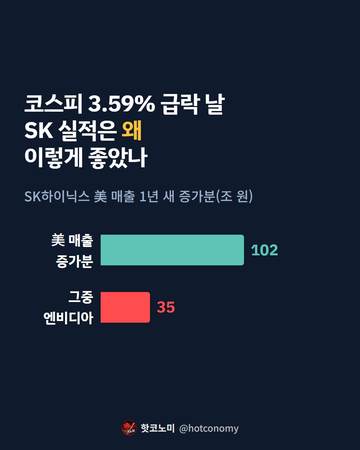 코스피 3.59% 급락 날
SK 실적은 왜
이렇게 좋았나
SK하이닉스 美 매출 1년 새 증가분(조 원)
美 매출
증가분
102
그중
엔비디아
35
핫코노미 @hotconomy